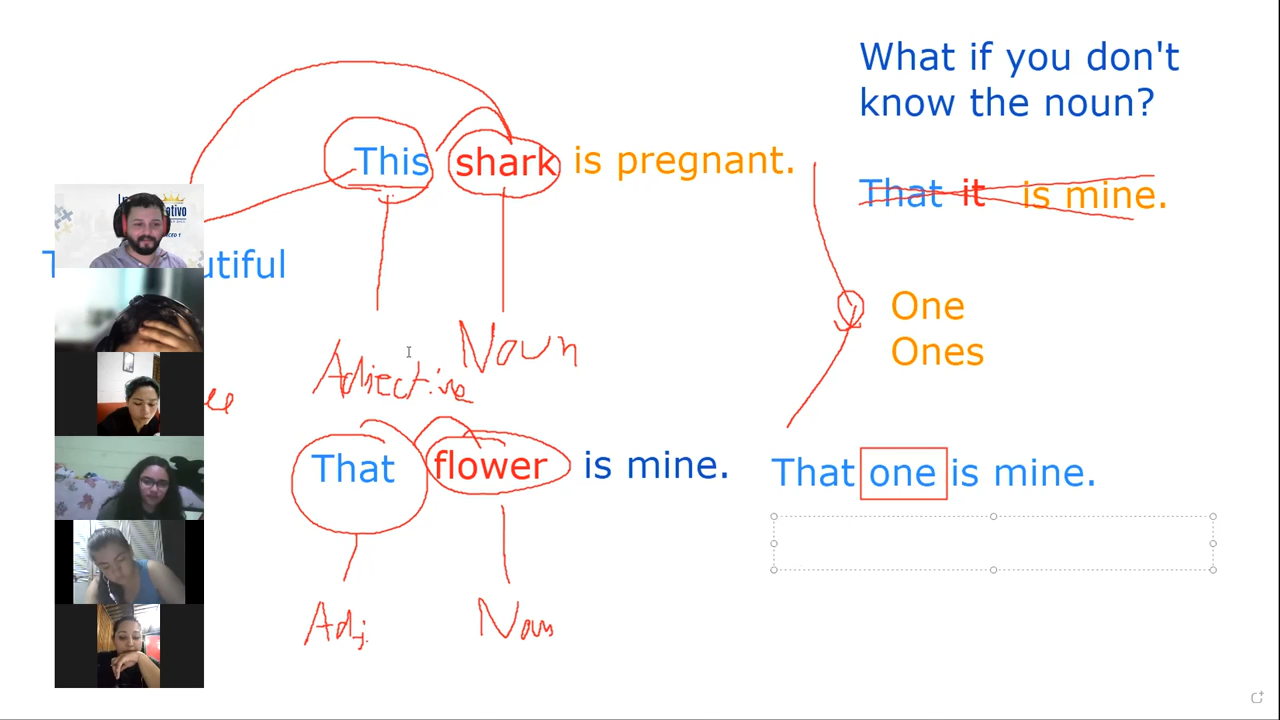 What if you don't
know the noun?
This shark is pregnant.
That it is mine.
utiful
One
Ones
Noun
Adjective
That flower is mine.
That one is mine.
Adj.
Noun